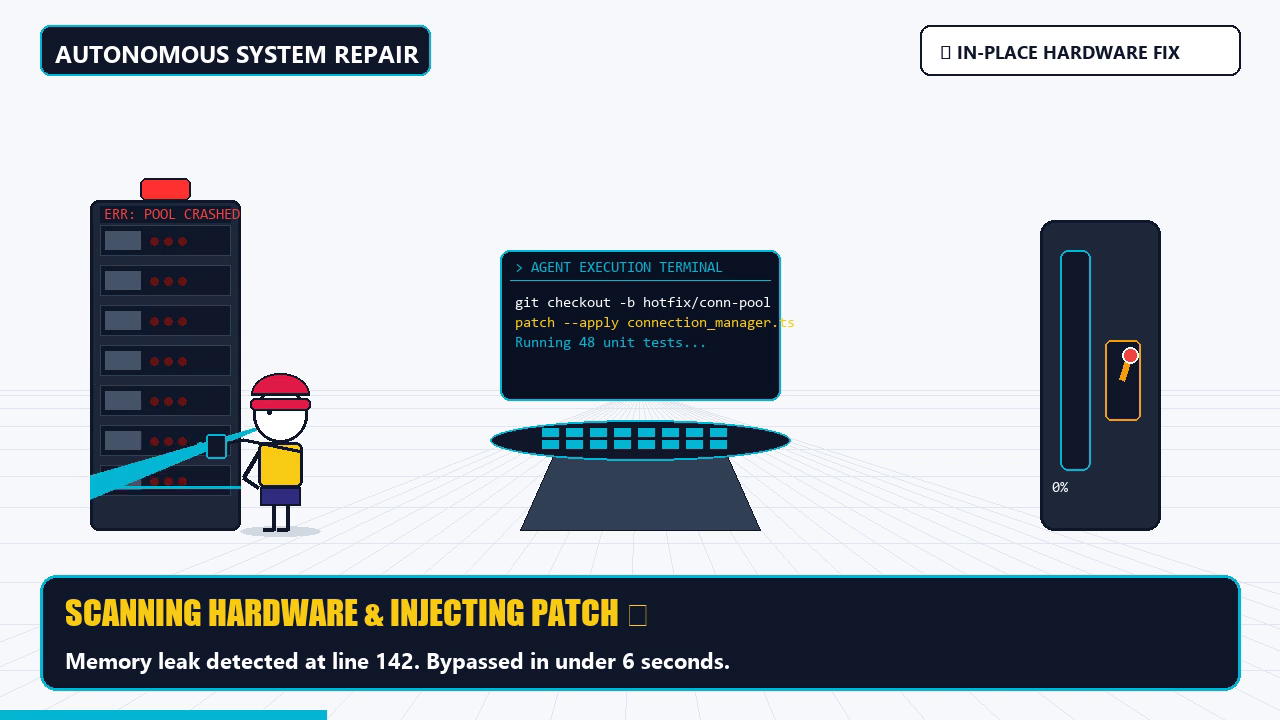 AUTONOMOUS SYSTEM REPAIR
IN-PLACE HARDWARE FIX
ERR: POOL CRASHED
> AGENT EXECUTION TERMINAL
git checkout -b hotfix/conn-pool
patch --apply connection_manager.ts
Running 48 unit tests...
0%
SCANNING HARDWARE & INJECTING PATCH
Memory leak detected at line 142. Bypassed in under 6 seconds.